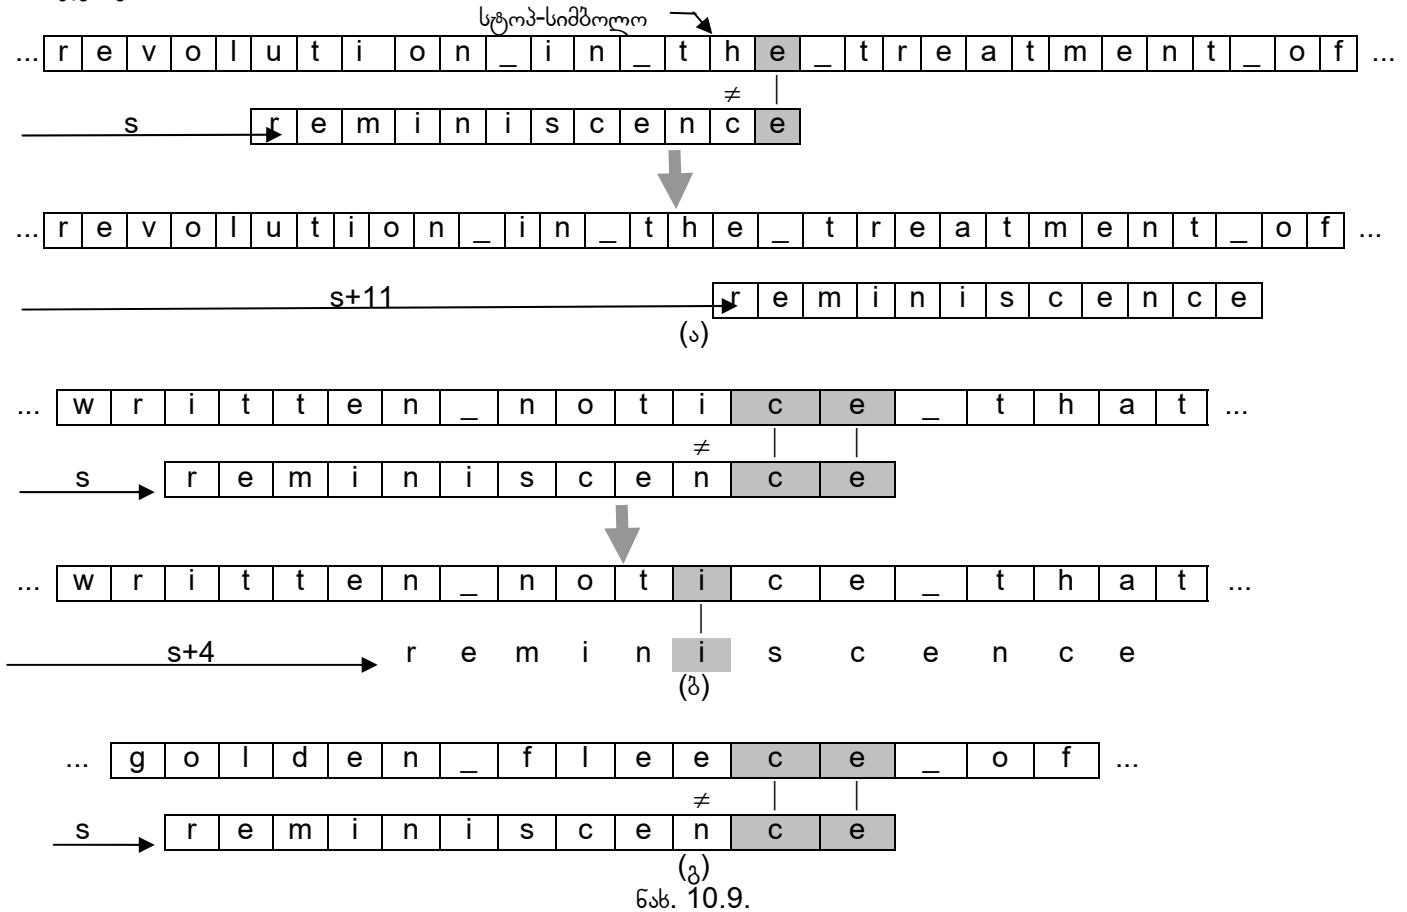 სტოპ-სიმბოლო
... r e v o l u t i o n _ i n _ t h e _ t r e a t m e n t _ o f ...
≠ |
s r e m i n i s c e n c e
... r e v o l u t i o n _ i n _ t h e _ t r e a t m e n t _ o f ...
s+11 r e m i n i s c e n c e
(ა)
... w r i t t e n _ n o t i c e _ t h a t ...
≠ | |
s r e m i n i s c e n c e
... w r i t t e n _ n o t i c e _ t h a t ...
|
s+4 r e m i n i s c e n c e
(ბ)
... g o l d e n _ f l e e c e _ o f ...
≠ | |
s r e m i n i s c e n c e
(გ)
ნახ. 10.9.